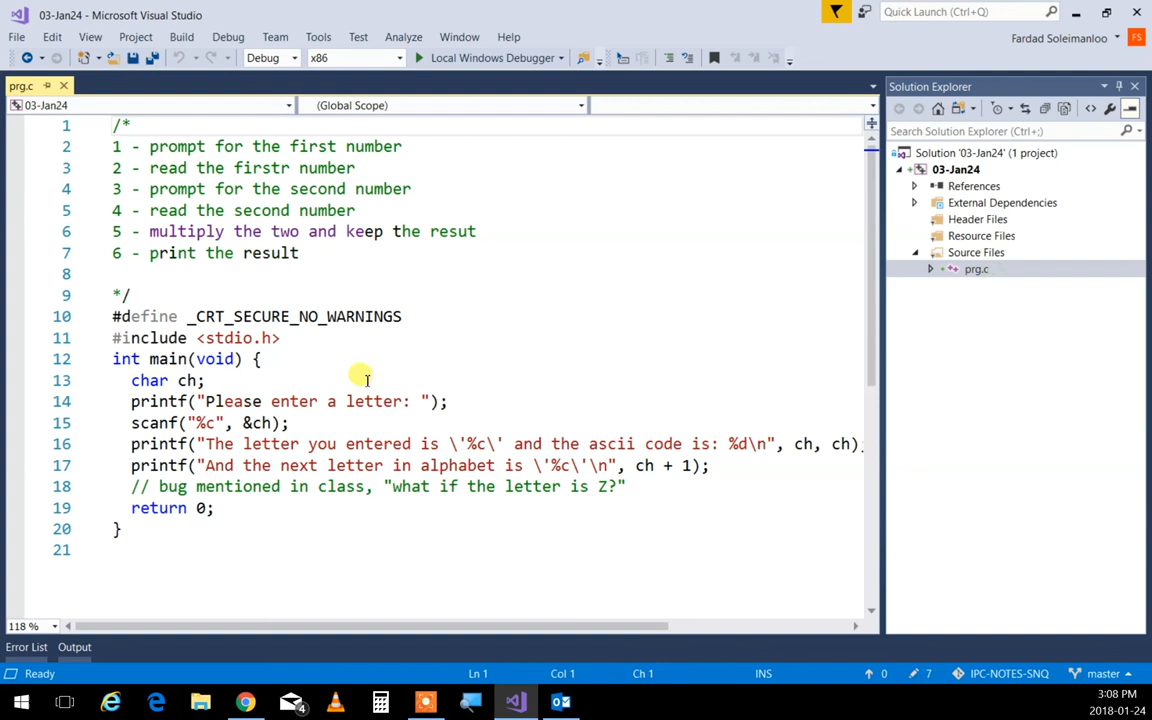 03-Jan24 - Microsoft Visual Studio
Quick Launch (Ctrl+Q)
File Edit View Project Build Debug Team Tools Test Analyze Window Help
Fardad Soleimanloo FS
Debug x86 Local Windows Debugger
prg.c
Solution Explorer
03-Jan24 (Global Scope)
Search Solution Explorer (Ctrl+;)
Solution '03-Jan24' (1 project)
03-Jan24
References
External Dependencies
Header Files
Resource Files
Source Files
prg.c
1 /*
2 1 - prompt for the first number
3 2 - read the firstr number
4 3 - prompt for the second number
5 4 - read the second number
6 5 - multiply the two and keep the resut
7 6 - print the result
8
9 */
10 #define _CRT_SECURE_NO_WARNINGS
11 #include <stdio.h>
12 int main(void) {
13 char ch;
14 printf("Please enter a letter: ");
15 scanf("%c", &ch);
16 printf("The letter you entered is \'%c\' and the ascii code is: %d\n", ch, ch);
17 printf("And the next letter in alphabet is \'%c\'\n", ch + 1);
18 // bug mentioned in class, "what if the letter is Z?"
19 return 0;
20 }
21
118 %
Error List Output
Ready Ln 1 Col 1 Ch 1 INS 0 7 IPC-NOTES-SNQ master
4
3:08 PM
2018-01-24